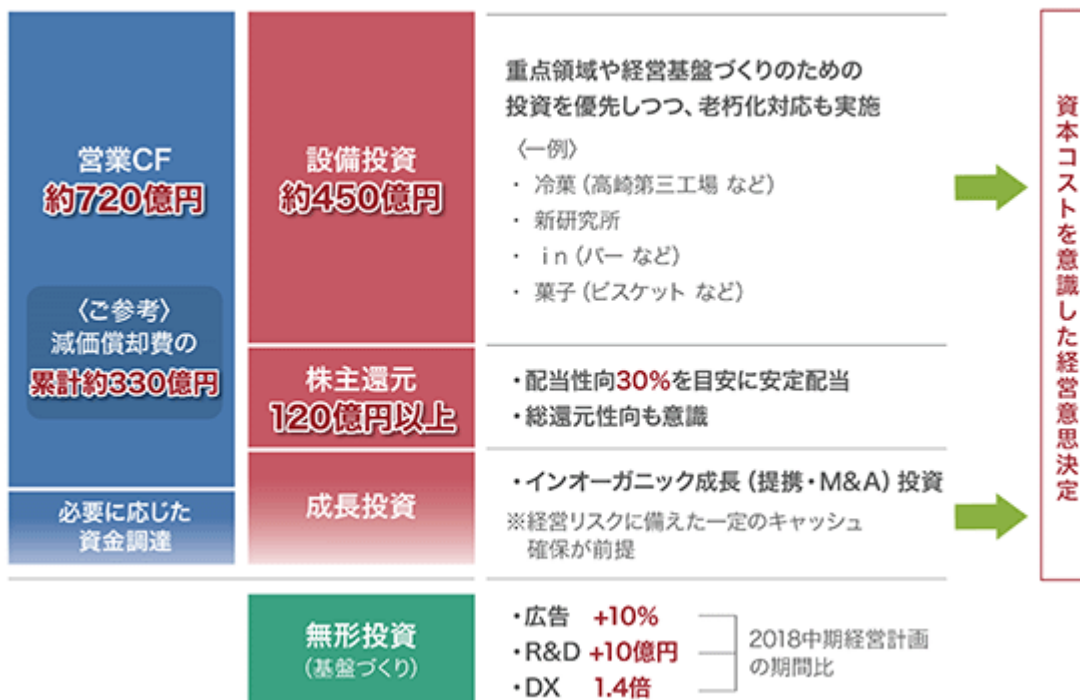 営業CF
約720億円
〈ご参考〉
減価償却費の
累計約330億円
必要に応じた
資金調達
設備投資
約450億円
重点領域や経営基盤づくりのための
投資を優先しつつ、老朽化対応も実施
〈一例〉
・ 冷菓（高崎第三工場 など）
・ 新研究所
・ in（バー など）
・ 菓子（ビスケット など）
株主還元
120億円以上
・配当性向30%を目安に安定配当
・総還元性向も意識
成長投資
・インオーガニック成長（提携・M&A）投資
※経営リスクに備えた一定のキャッシュ
確保が前提
資本コストを意識した経営意思決定
無形投資
（基盤づくり）
・広告 +10%
・R&D +10億円
・DX 1.4倍
2018中期経営計画
の期間比